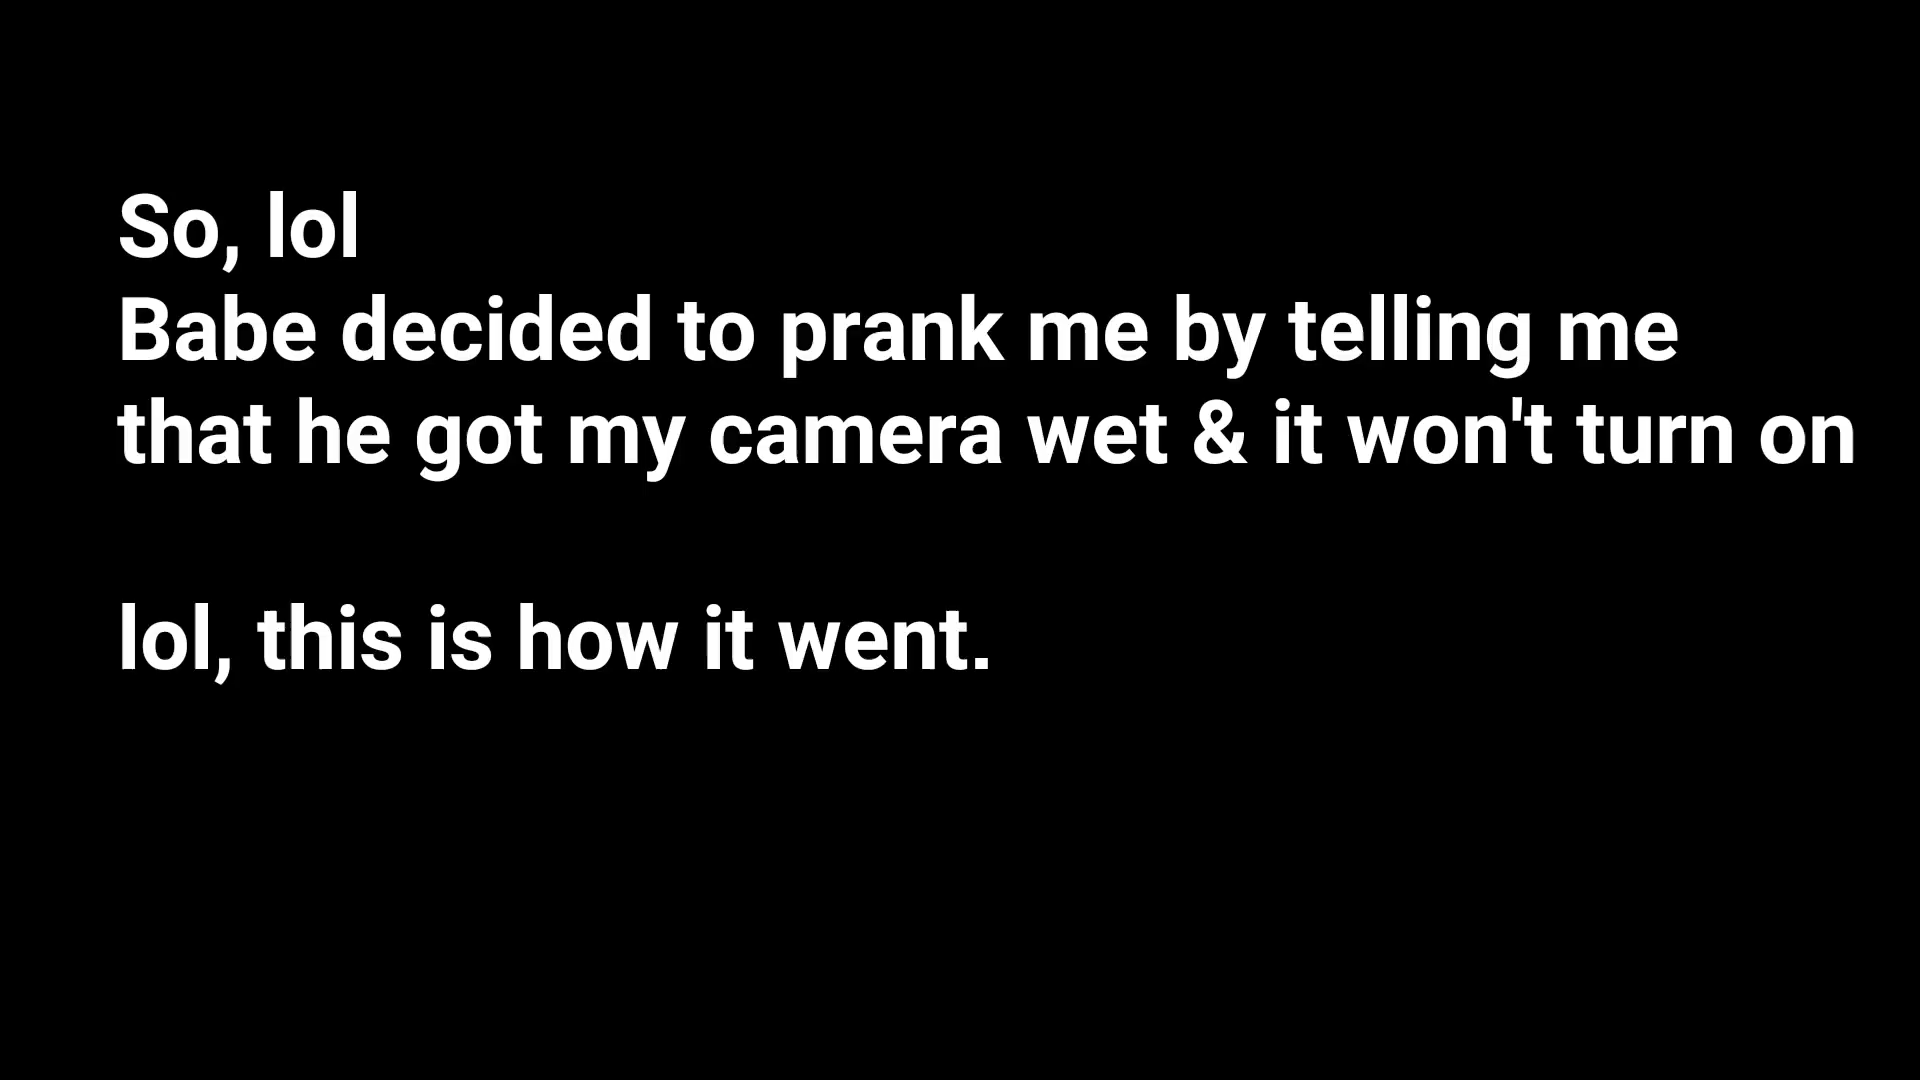 So, lol
Babe decided to prank me by telling me
that he got my camera wet & it won't turn on
lol, this is how it went.